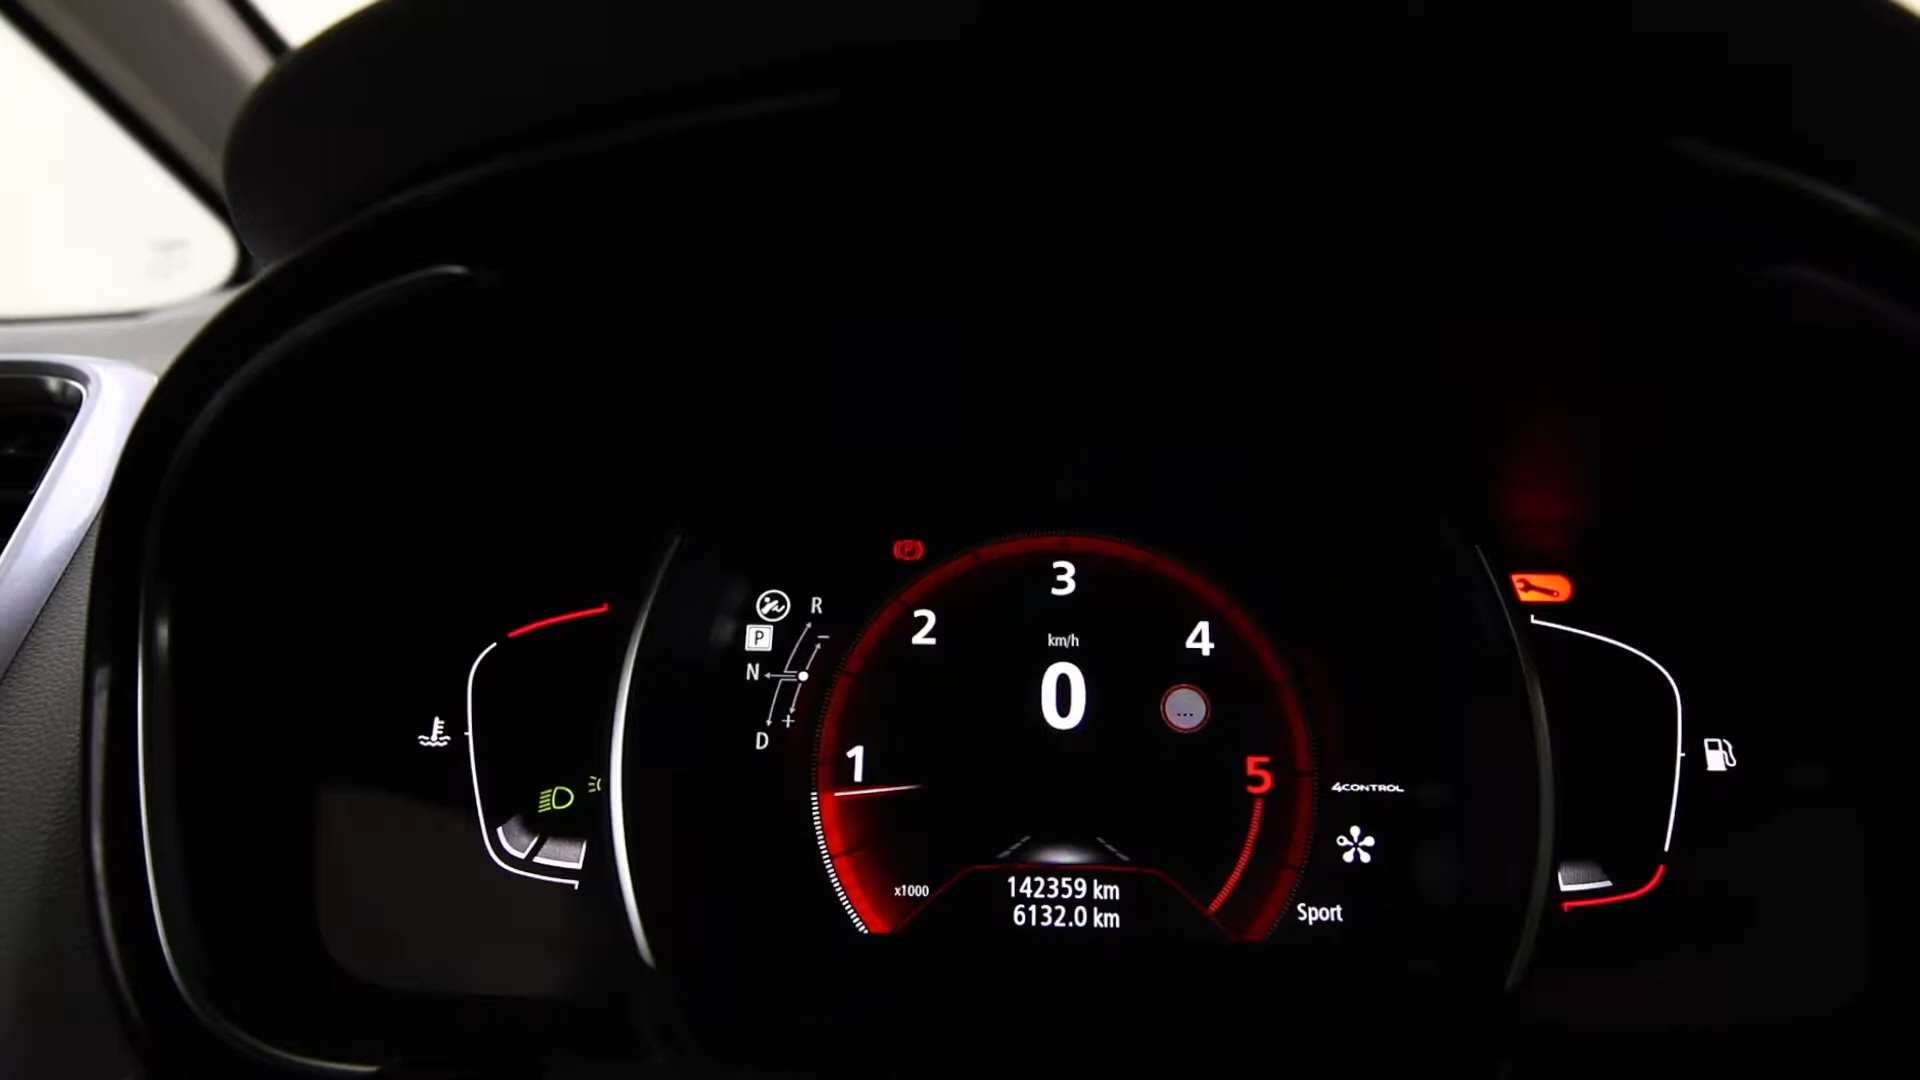 R
P
N
+
D
P
1
2
3
4
5
km/h
0
...
x1000
142359 km
6132.0 km
4CONTROL
Sport